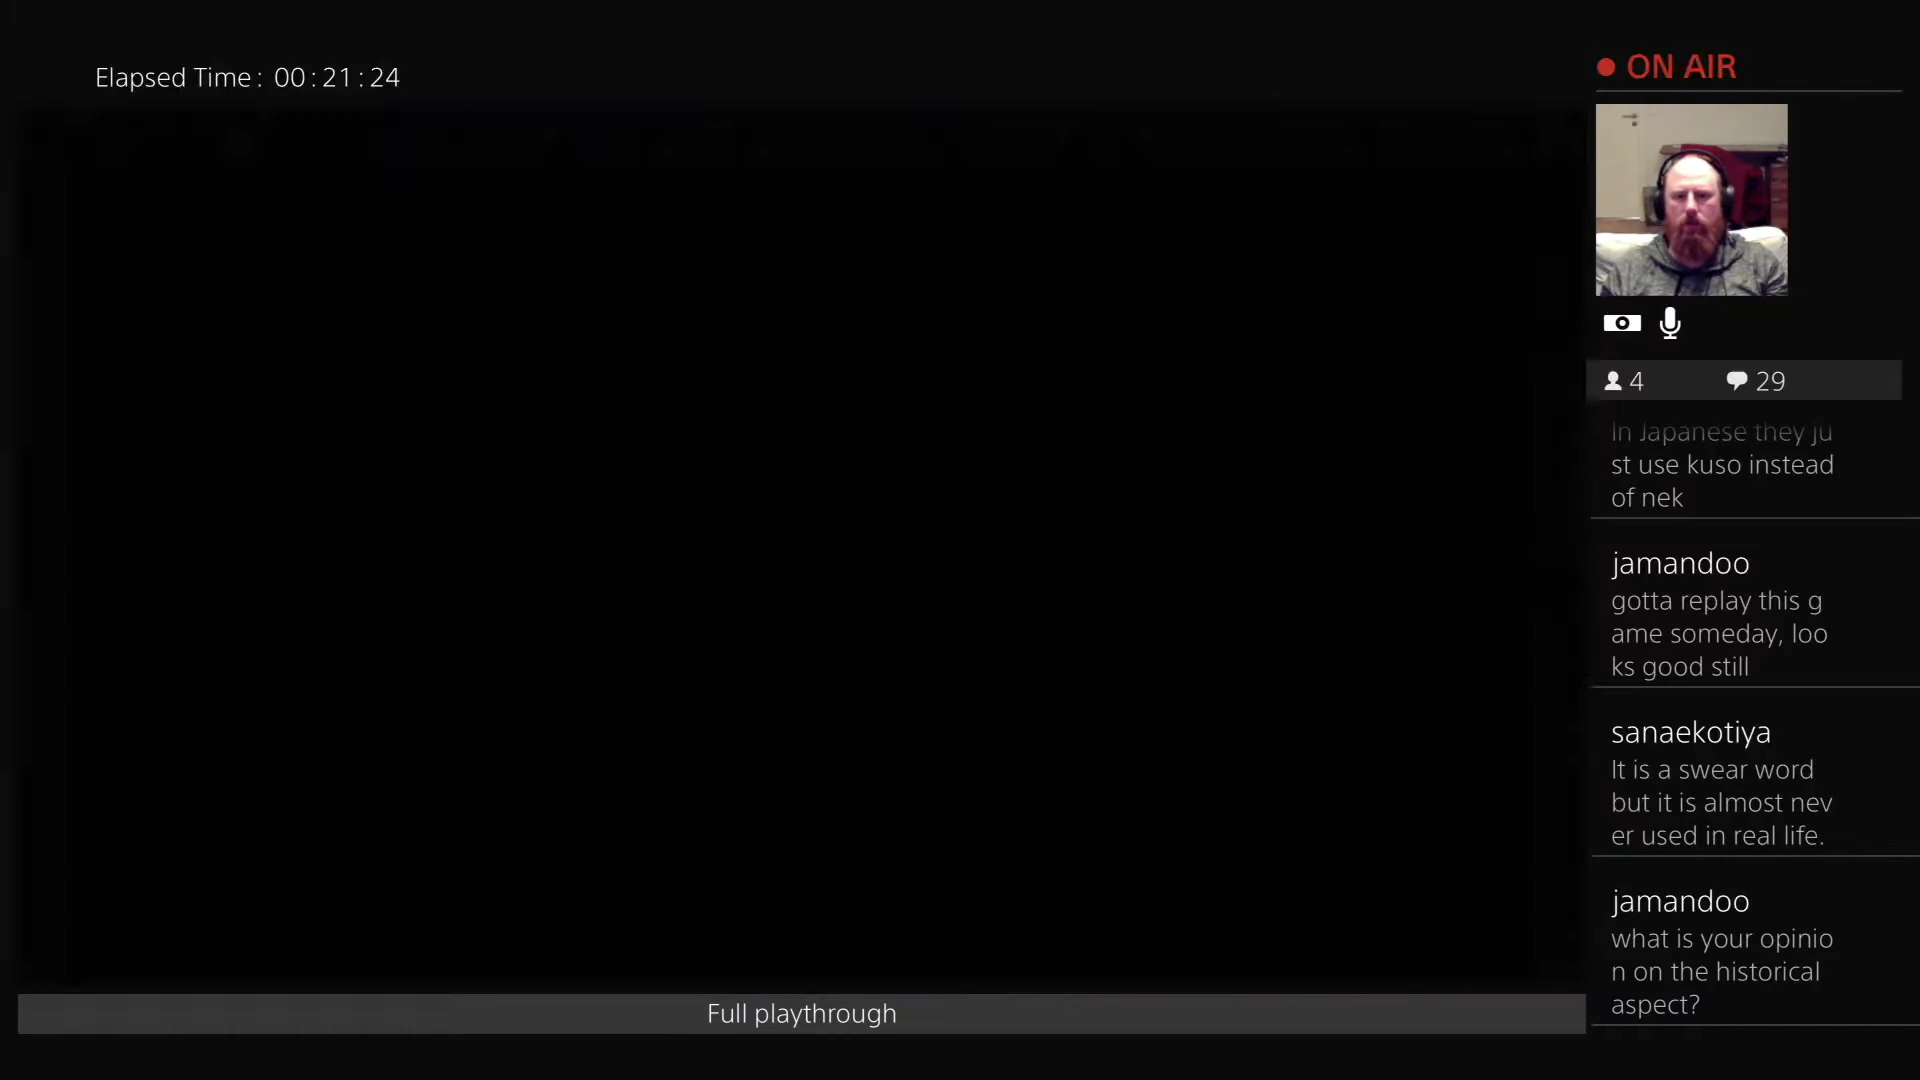 Elapsed Time: 00:21:24
ON AIR
4 29
In Japanese they ju
st use kuso instead
of nek
jamandoo
gotta replay this g
ame someday, loo
ks good still
sanaekotiya
It is a swear word
but it is almost nev
er used in real life.
jamandoo
what is your opinio
n on the historical
aspect?
Full playthrough